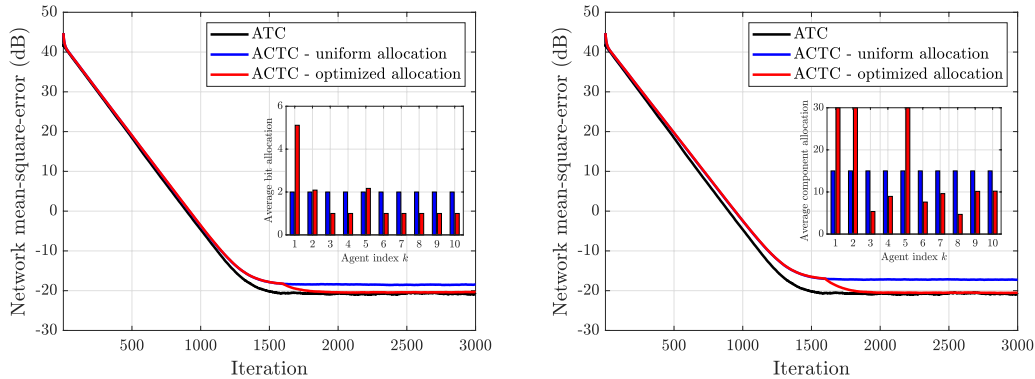 50
40
30
20
10
0
-10
-20
-30
Network mean-square-error (dB)
500
1000
1500
2000
2500
3000
Iteration
ATC
ACTC - uniform allocation
ACTC - optimized allocation
6
4
2
0
Average bit allocation
1 2 3 4 5 6 7 8 9 10
Agent index k
50
40
30
20
10
0
-10
-20
-30
Network mean-square-error (dB)
500
1000
1500
2000
2500
3000
Iteration
ATC
ACTC - uniform allocation
ACTC - optimized allocation
30
20
10
0
Average component allocation
1 2 3 4 5 6 7 8 9 10
Agent index k